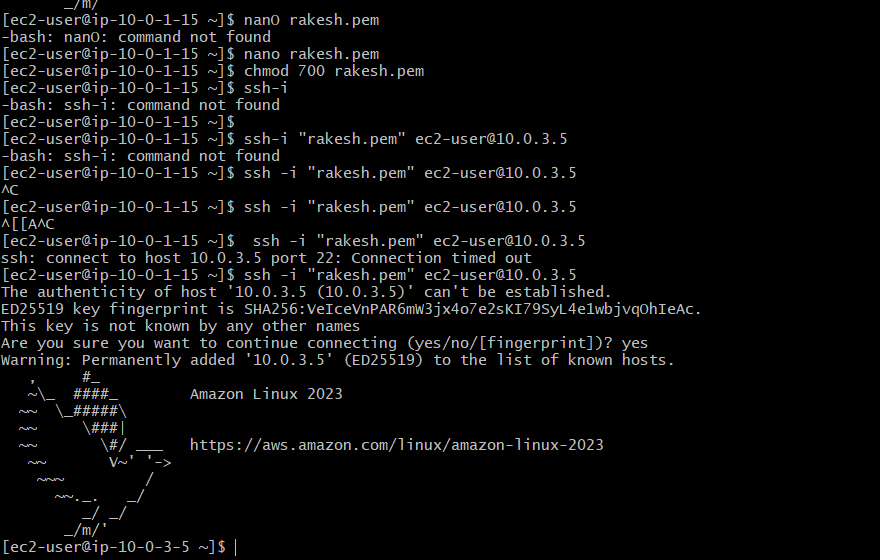 _/m/
[ec2-user@ip-10-0-1-15 ~]$ nanO rakesh.pem
-bash: nanO: command not found
[ec2-user@ip-10-0-1-15 ~]$ nano rakesh.pem
[ec2-user@ip-10-0-1-15 ~]$ chmod 700 rakesh.pem
[ec2-user@ip-10-0-1-15 ~]$ ssh-i
-bash: ssh-i: command not found
[ec2-user@ip-10-0-1-15 ~]$
[ec2-user@ip-10-0-1-15 ~]$ ssh-i "rakesh.pem" ec2-user@10.0.3.5
-bash: ssh-i: command not found
[ec2-user@ip-10-0-1-15 ~]$ ssh -i "rakesh.pem" ec2-user@10.0.3.5
^C
[ec2-user@ip-10-0-1-15 ~]$ ssh -i "rakesh.pem" ec2-user@10.0.3.5
^[[A^C
[ec2-user@ip-10-0-1-15 ~]$  ssh -i "rakesh.pem" ec2-user@10.0.3.5
ssh: connect to host 10.0.3.5 port 22: Connection timed out
[ec2-user@ip-10-0-1-15 ~]$ ssh -i "rakesh.pem" ec2-user@10.0.3.5
The authenticity of host '10.0.3.5 (10.0.3.5)' can't be established.
ED25519 key fingerprint is SHA256:VeIceVnPAR6mW3jx4o7e2sKI79SyL4e1wbjvqOhIeAc.
This key is not known by any other names
Are you sure you want to continue connecting (yes/no/[fingerprint])? yes
Warning: Permanently added '10.0.3.5' (ED25519) to the list of known hosts.
   ,     #_
   ~\_  ####_        Amazon Linux 2023
  ~~  \_#####\
  ~~     \###|
  ~~       \#/ ___   https://aws.amazon.com/linux/amazon-linux-2023
   ~~       V~' '->
    ~~~         /
      ~~._.   _/
         _/ _/
       _/m/'
[ec2-user@ip-10-0-3-5 ~]$